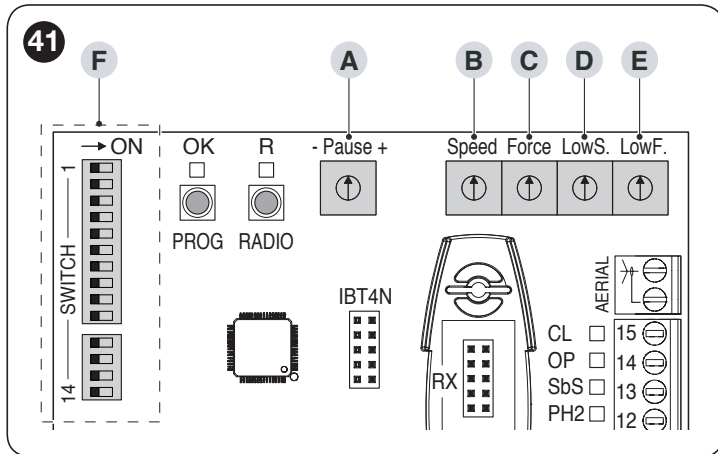 41
F
A
B
C
D
E
→ ON
OK
R
- Pause +
Speed
Force
LowS.
LowF.
1
SWITCH
14
PROG
RADIO
IBT4N
RX
AERIAL
CL
15
OP
14
SbS
13
PH2
12